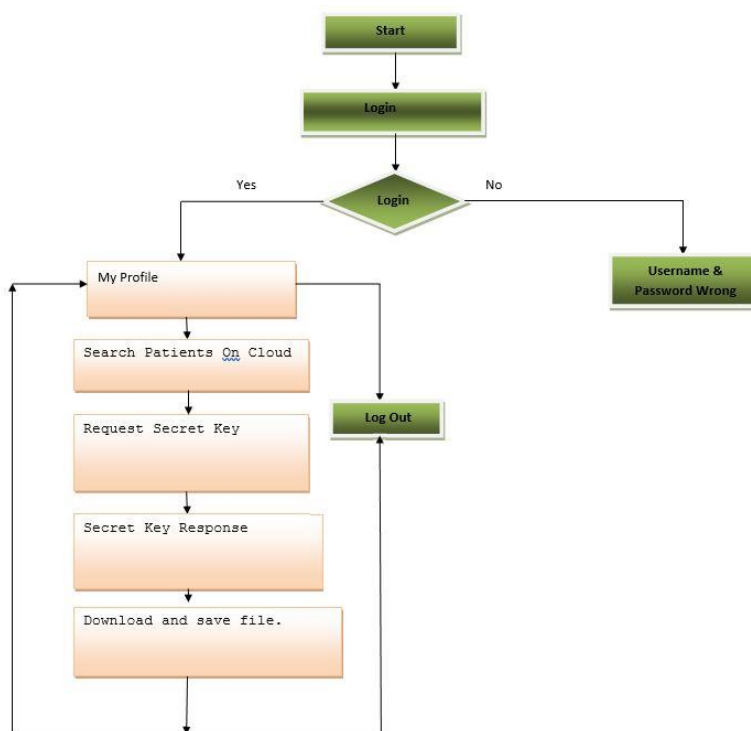 Start
Login
Login
Yes
No
My Profile
Username &
Password Wrong
Search Patients On Cloud
Log Out
Request Secret Key
Secret Key Response
Download and save file.